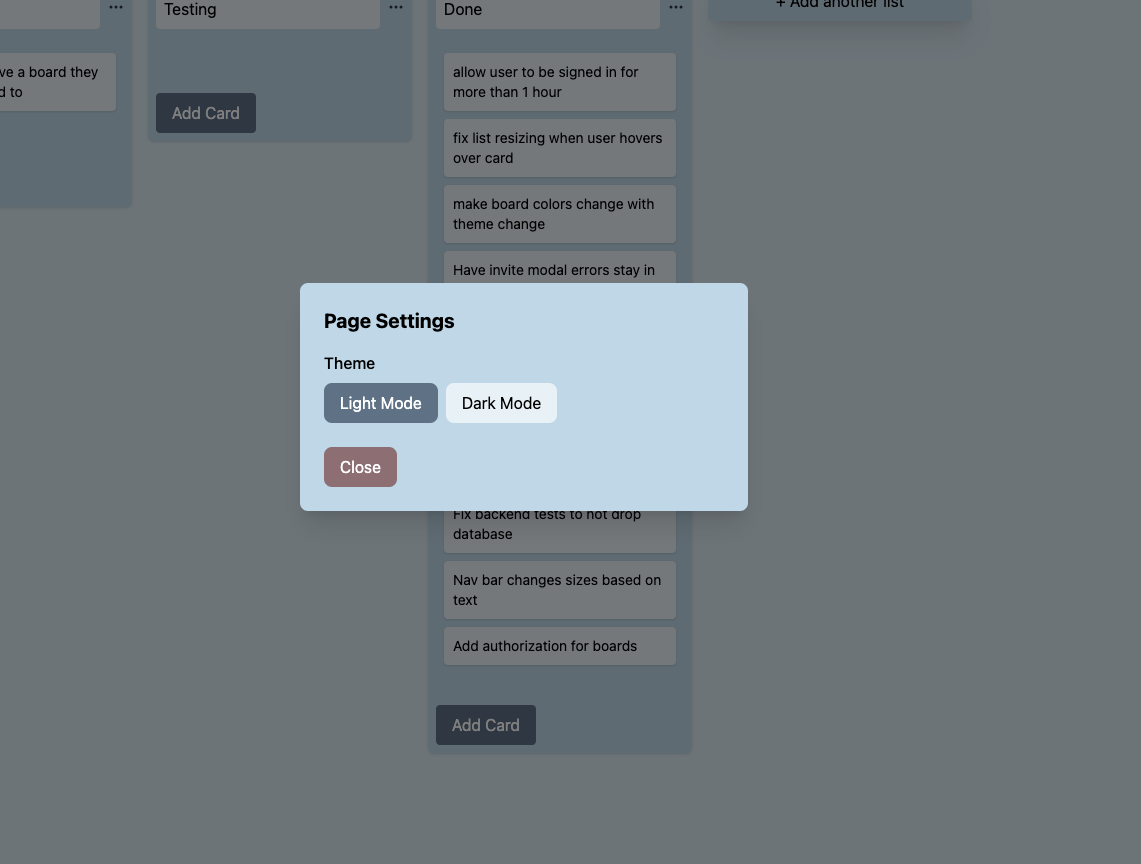 ve a board they
d to
Testing
Add Card
Done
allow user to be signed in for
more than 1 hour
fix list resizing when user hovers
over card
make board colors change with
theme change
Have invite modal errors stay in
Page Settings
Theme
Light Mode
Dark Mode
Close
Fix backend tests to not drop
database
Nav bar changes sizes based on
text
Add authorization for boards
Add Card
+ Add another list